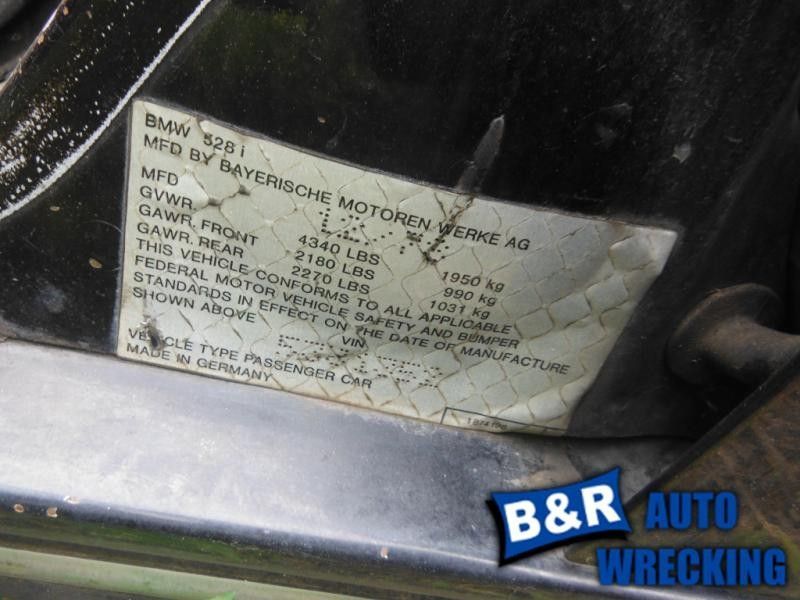 BMW 528 i
MFD BY BAYERISCHE MOTOREN WERKE AG
MFD
GVWR. 4340 LBS 1950 kg
GAWR. FRONT 2180 LBS 990 kg
GAWR. REAR 2270 LBS 1031 kg
THIS VEHICLE CONFORMS TO ALL APPLICABLE
FEDERAL MOTOR VEHICLE SAFETY AND BUMPER
STANDARDS IN EFFECT ON THE DATE OF MANUFACTURE
SHOWN ABOVE
VIN
VEHICLE TYPE PASSENGER CAR
MADE IN GERMANY
B&R AUTO
WRECKING